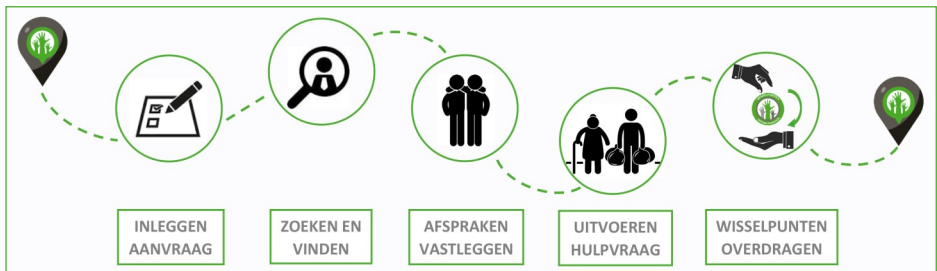 INLEGGEN
AANVRAAG
ZOEKEN EN
VINDEN
AFSPRAKEN
VASTLEGGEN
UITVOEREN
HULPVRAAG
WISSELPUNTEN
OVERDRAGEN